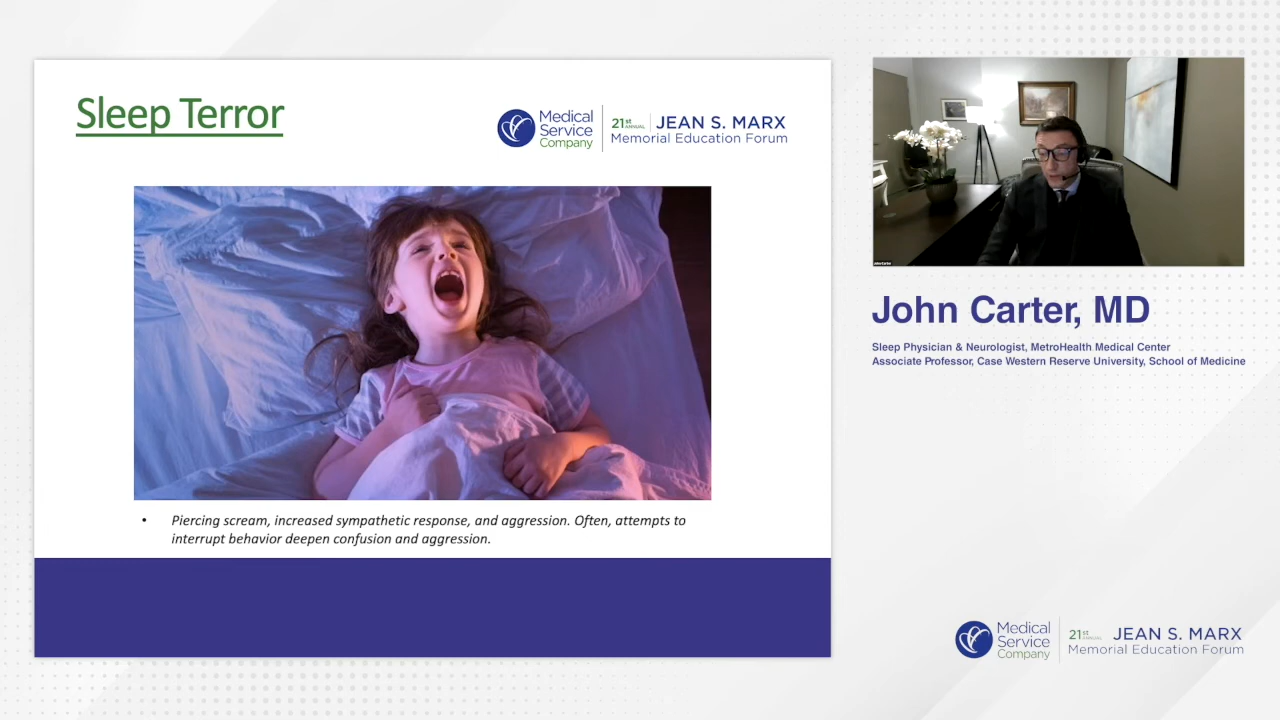 Sleep Terror
Medical
Service
Company
21st
ANNUAL
JEAN S. MARX
Memorial Education Forum
• Piercing scream, increased sympathetic response, and aggression. Often, attempts to
interrupt behavior deepen confusion and aggression.
John Carter
John Carter, MD
Sleep Physician & Neurologist, MetroHealth Medical Center
Associate Professor, Case Western Reserve University, School of Medicine
Medical
Service
Company
21st
ANNUAL
JEAN S. MARX
Memorial Education Forum